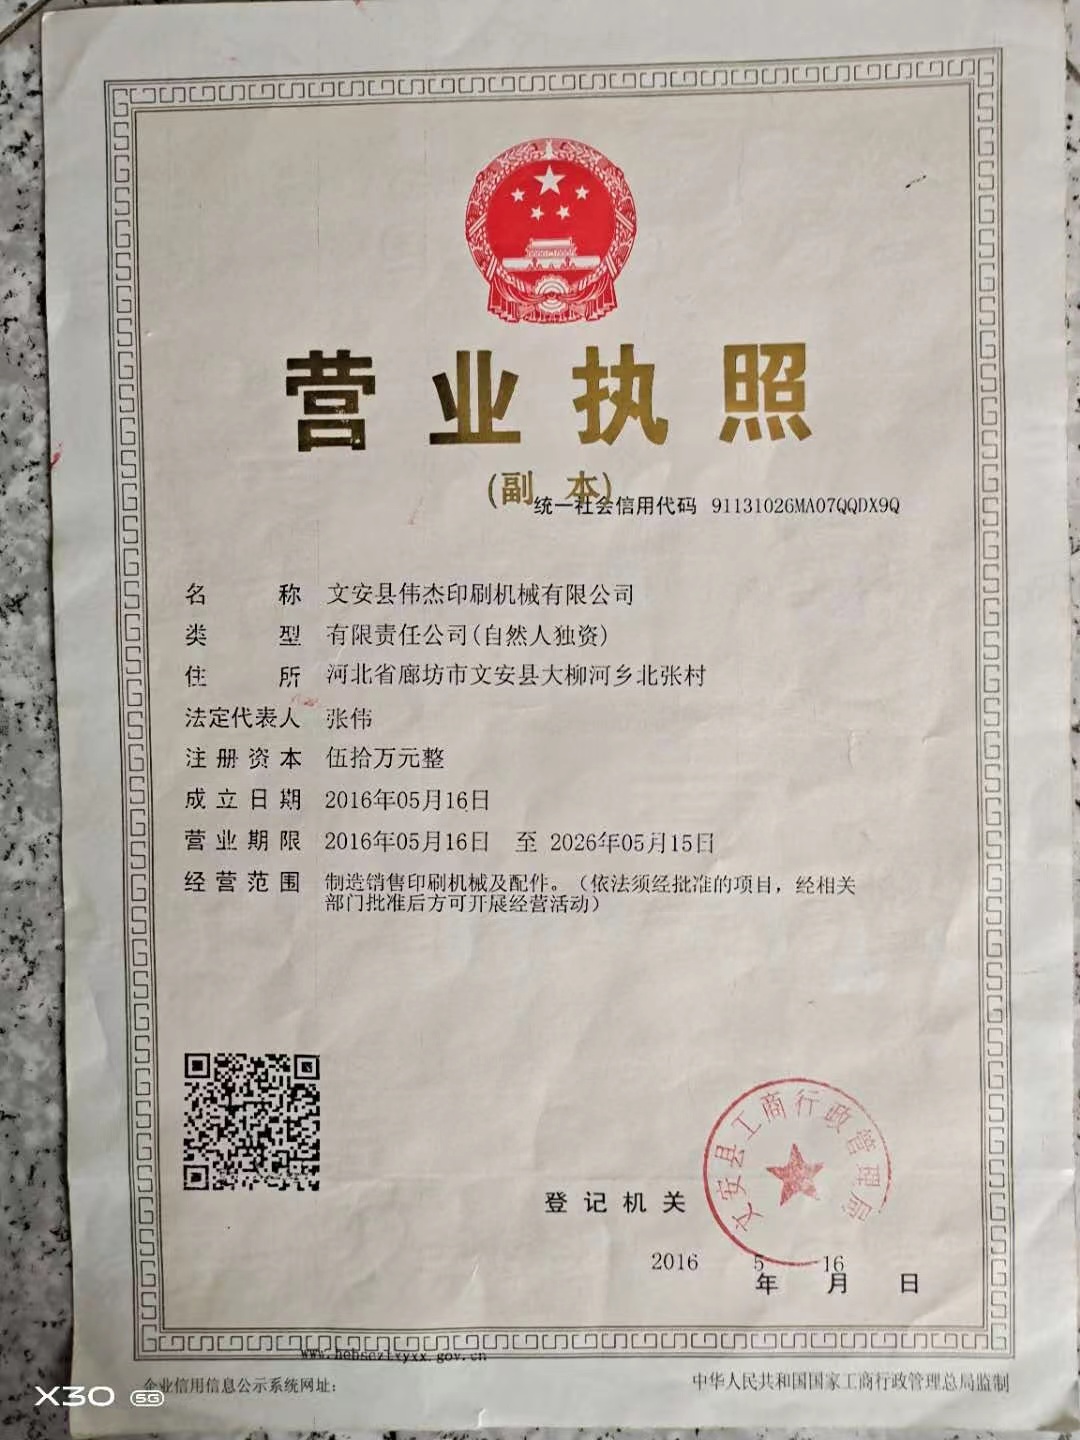 营业执照
(副本)
统一社会信用代码 91131026MA07QQDX9Q
名称 文安县伟杰印刷机械有限公司
类型 有限责任公司(自然人独资)
住所 河北省廊坊市文安县大柳河乡北张村
法定代表人 张伟
注册资本 伍拾万元整
成立日期 2016年05月16日
营业期限 2016年05月16日 至 2026年05月15日
经营范围 制造销售印刷机械及配件。（依法须经批准的项目，经相关
部门批准后方可开展经营活动）
文安县工商行政管理局
登记机关
2016 5 16
年 月 日
www.hebscztxyxx.gov.cn
企业信用信息公示系统网址：
中华人民共和国国家工商行政管理总局监制
X30 5G